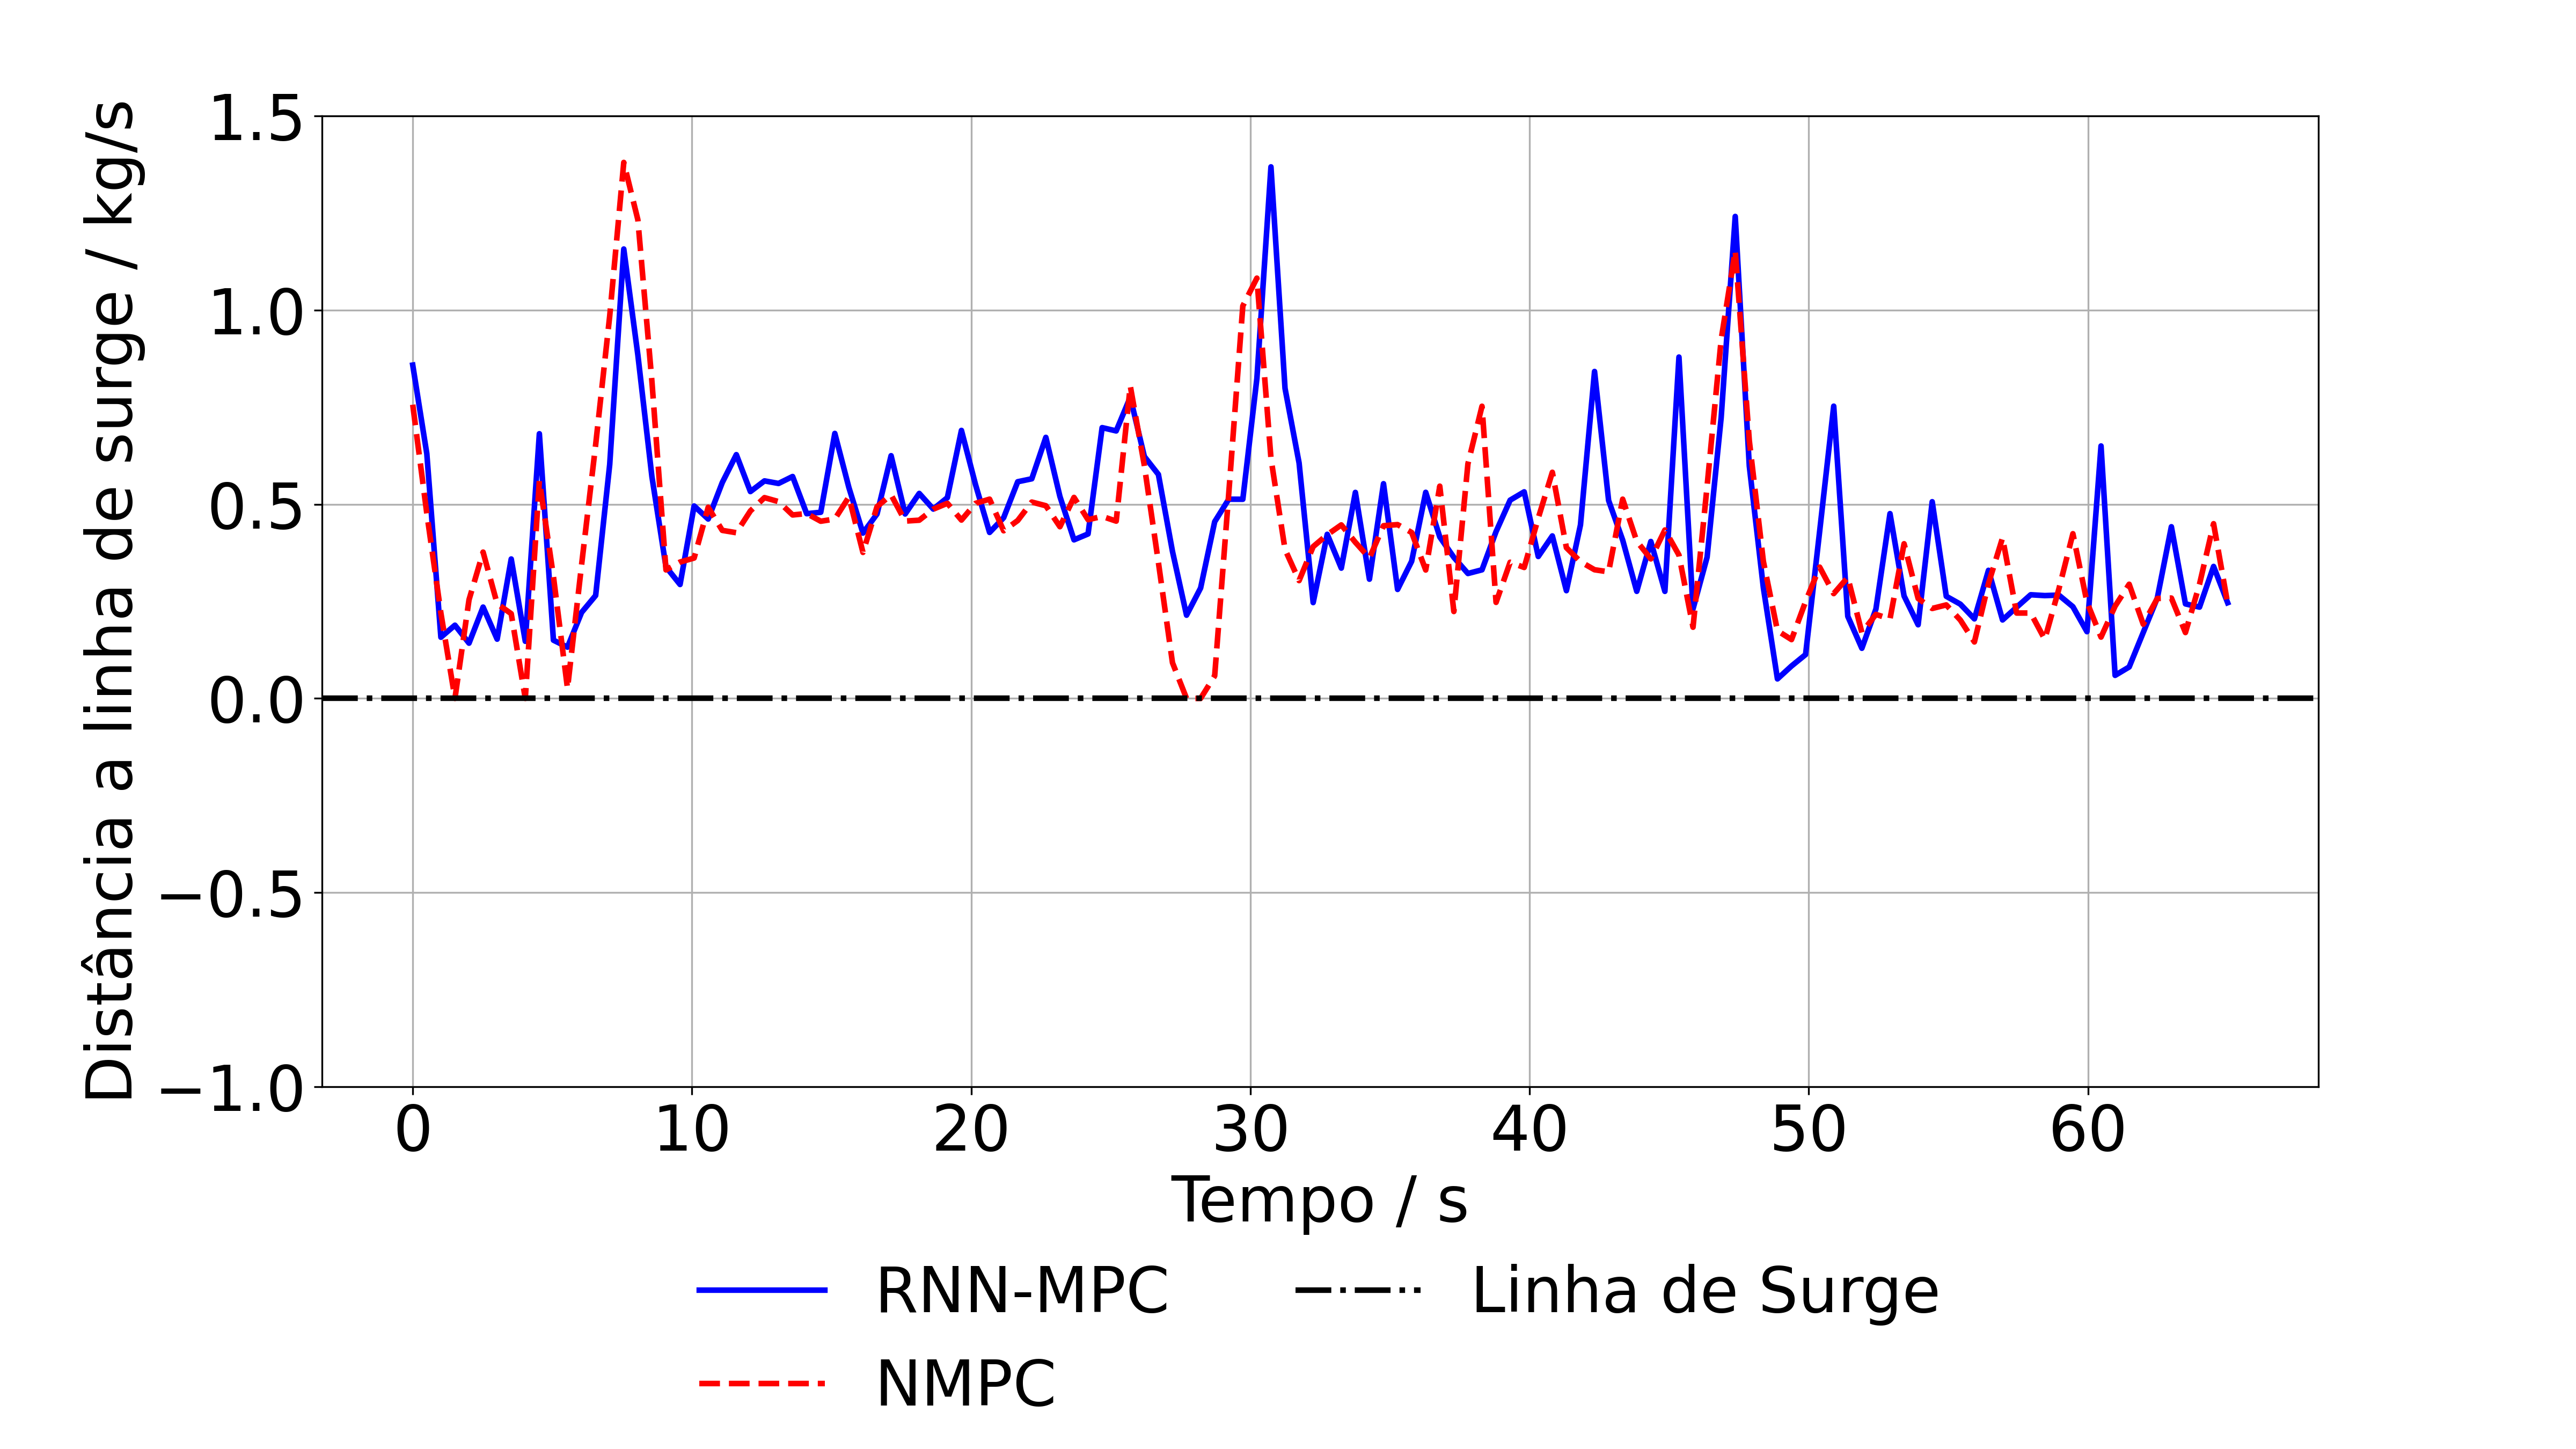 Distância a linha de surge / kg/s
1.5
1.0
0.5
0.0
−0.5
−1.0
0 10 20 30 40 50 60
Tempo / s
RNN-MPC
NMPC
Linha de Surge